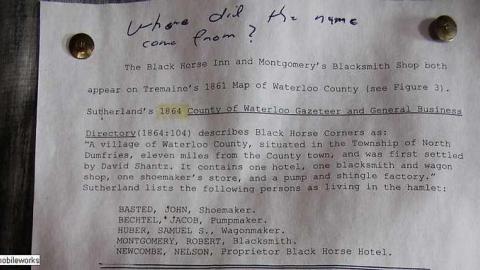 Where did the name
come from?
The Black Horse Inn and Montgomery's Blacksmith Shop both
appear on Tremaine's 1861 Map of Waterloo County (see Figure 3).
Sutherland's 1864 County of Waterloo Gazeteer and General Business
Directory(1864:104) describes Black Horse Corners as:
"A village of Waterloo County, situated in the Township of North
Dumfries, eleven miles from the County town, and was first settled
by David Shantz. It contains one hotel, one blacksmith and wagon
shop, one shoemaker's store, and a pump and shingle factory."
Sutherland lists the following persons as living in the hamlet:
BASTED, JOHN, Shoemaker.
BECHTEL, JACOB, Pumpmaker.
HUBER, SAMUEL S., Wagonmaker.
MONTGOMERY, ROBERT, Blacksmith.
NEWCOMBE, NELSON, Proprietor Black Horse Hotel.
mobileworks